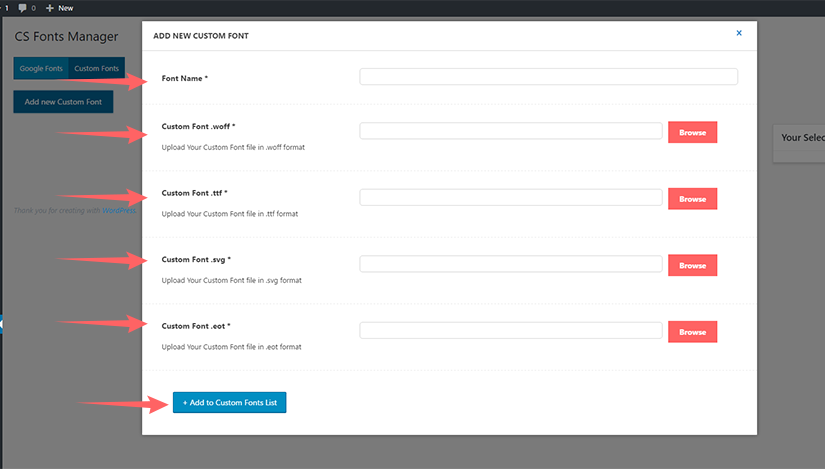 1 0 New
CS Fonts Manager
ADD NEW CUSTOM FONT ×
Google Fonts Custom Fonts
Font Name *
Add new Custom Font
Custom Font .woff *
Browse
Upload Your Custom Font file in .woff format
Your Selec
Custom Font .ttf *
Browse
Upload Your Custom Font file in .ttf format
Thank you for creating with WordPress.
Custom Font .svg *
Browse
Upload Your Custom Font file in .svg format
Custom Font .eot *
Browse
Upload Your Custom Font file in .eot format
+ Add to Custom Fonts List